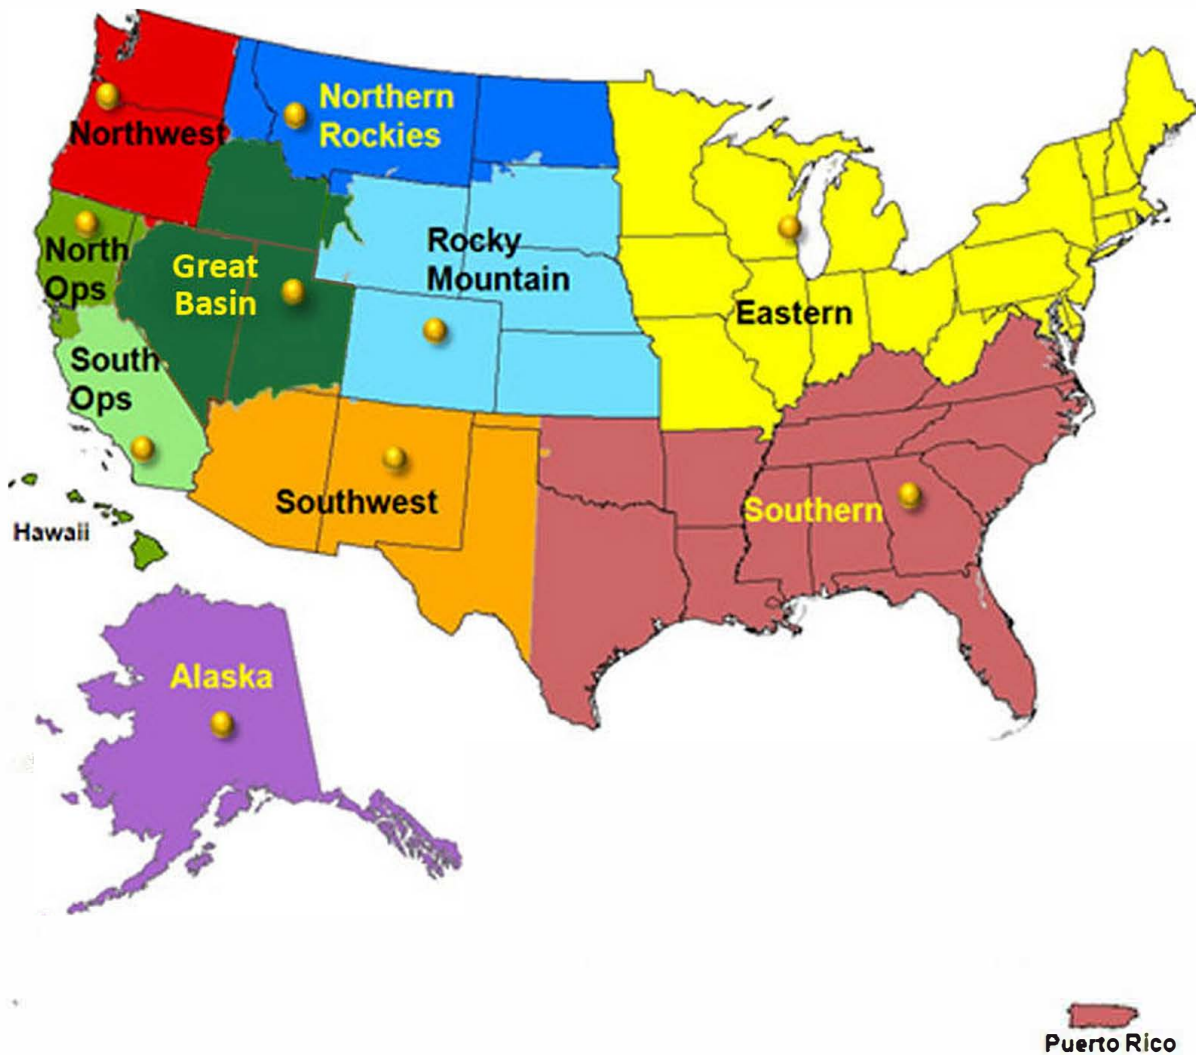 Northern
Rockies
Northwest
North
Ops
Great
Basin
Rocky
Mountain
Eastern
South
Ops
Southwest
Southern
Hawaii
Alaska
Puerto Rico